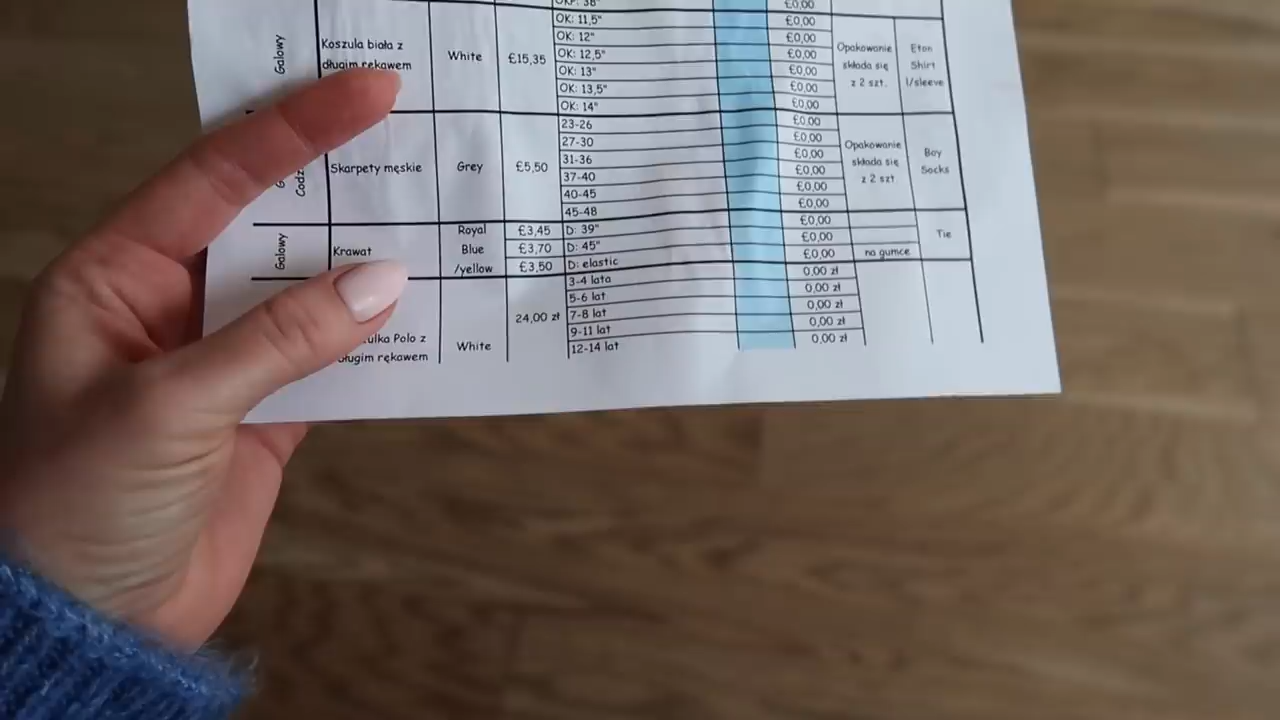 OKP: 38" £0,00
Galowy
Koszula biała z
długim rękawem
White
£15,35
OK: 11,5" £0,00
OK: 12" £0,00
OK: 12,5" £0,00
OK: 13" £0,00
OK: 13,5" £0,00
OK: 14" £0,00
Opakowanie
składa się
z 2 szt.
Eton
Shirt
l/sleeve
Skarpety męskie
Grey
£5,50
23-26 £0,00
27-30 £0,00
31-36 £0,00
37-40 £0,00
40-45 £0,00
45-48 £0,00
Opakowanie
składa się
z 2 szt
Boy
Socks
Galowy
Krawat
Royal
Blue
/yellow
£3,45 D: 39" £0,00
£3,70 D: 45" £0,00
£3,50 D: elastic £0,00
na gumce
Tie
Polo z
rękawem
White
24,00 zł
3-4 lata 0,00 zł
5-6 lat 0,00 zł
7-8 lat 0,00 zł
9-11 lat 0,00 zł
12-14 lat 0,00 zł